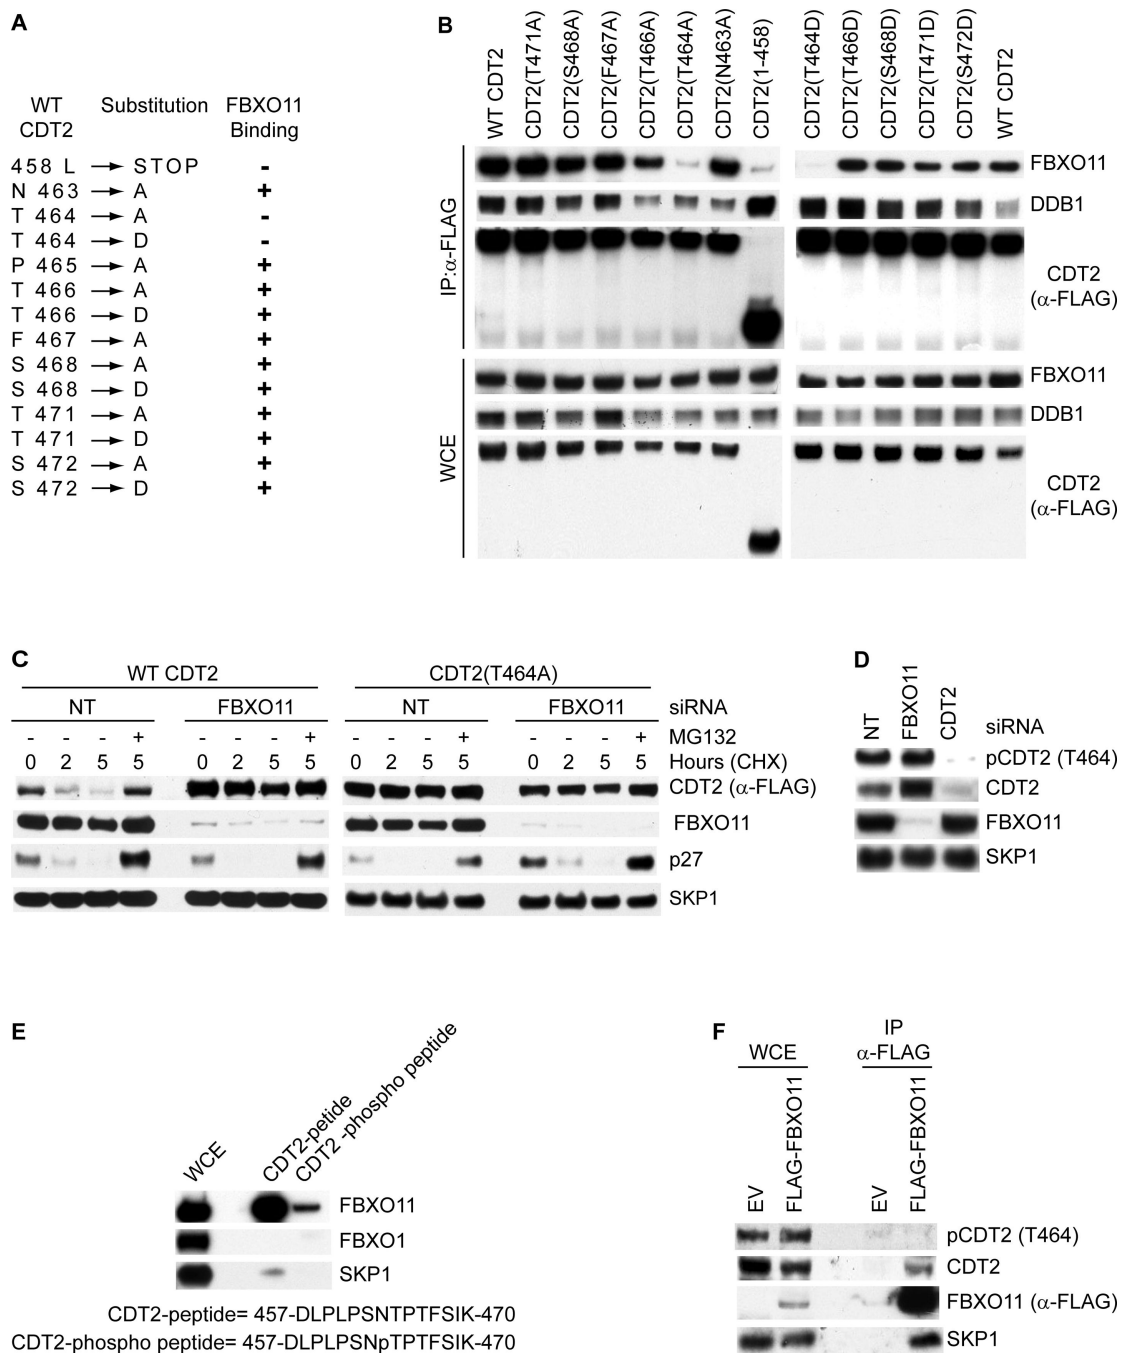 A
WT CDT2 Substitution FBXO11 Binding
458 L → STOP -
N 463 → A +
T 464 → A -
T 464 → D -
P 465 → A +
T 466 → A +
T 466 → D +
F 467 → A +
S 468 → A +
S 468 → D +
T 471 → A +
T 471 → D +
S 472 → A +
S 472 → D +
B
WT CDT2
CDT2(T471A)
CDT2(S468A)
CDT2(F467A)
CDT2(T466A)
CDT2(T464A)
CDT2(N463A)
CDT2(1-458)
CDT2(T464D)
CDT2(T466D)
CDT2(S468D)
CDT2(T471D)
CDT2(S472D)
WT CDT2
IP:α-FLAG
FBXO11
DDB1
CDT2
(α-FLAG)
WCE
FBXO11
DDB1
CDT2
(α-FLAG)
C
WT CDT2 CDT2(T464A)
NT FBXO11 NT FBXO11 siRNA
- - - + - - - + - - - + - - - + MG132
0 2 5 5 0 2 5 5 0 2 5 5 0 2 5 5 Hours (CHX)
CDT2 (α-FLAG)
FBXO11
p27
SKP1
D
NT
FBXO11
CDT2
siRNA
pCDT2 (T464)
CDT2
FBXO11
SKP1
E
WCE
CDT2-petide
CDT2 -phospho peptide
FBXO11
FBXO1
SKP1
CDT2-peptide= 457-DLPLPSNTPTFSIK-470
CDT2-phospho peptide= 457-DLPLPSNpTPTFSIK-470
F
WCE IP α-FLAG
EV
FLAG-FBXO11
EV
FLAG-FBXO11
pCDT2 (T464)
CDT2
FBXO11 (α-FLAG)
SKP1